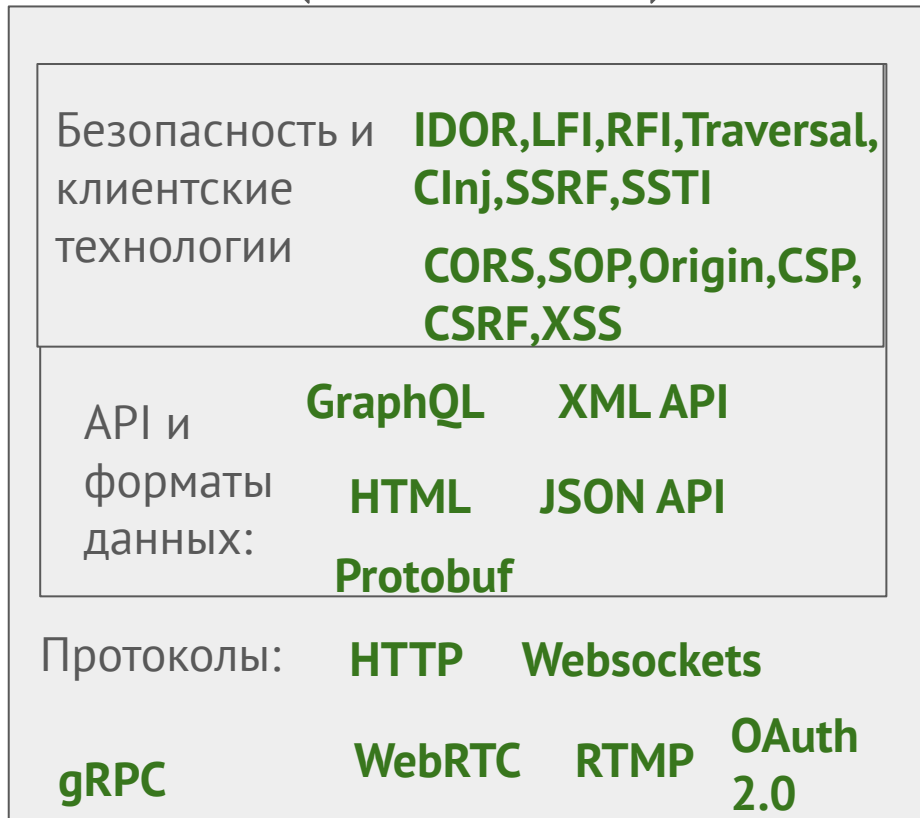 Безопасность и
клиентские
технологии
IDOR,LFI,RFI,Traversal,
CInj,SSRF,SSTI
CORS,SOP,Origin,CSP,
CSRF,XSS
API и
форматы
данных:
GraphQL XML API
HTML JSON API
Protobuf
Протоколы: HTTP Websockets
gRPC WebRTC RTMP OAuth
2.0